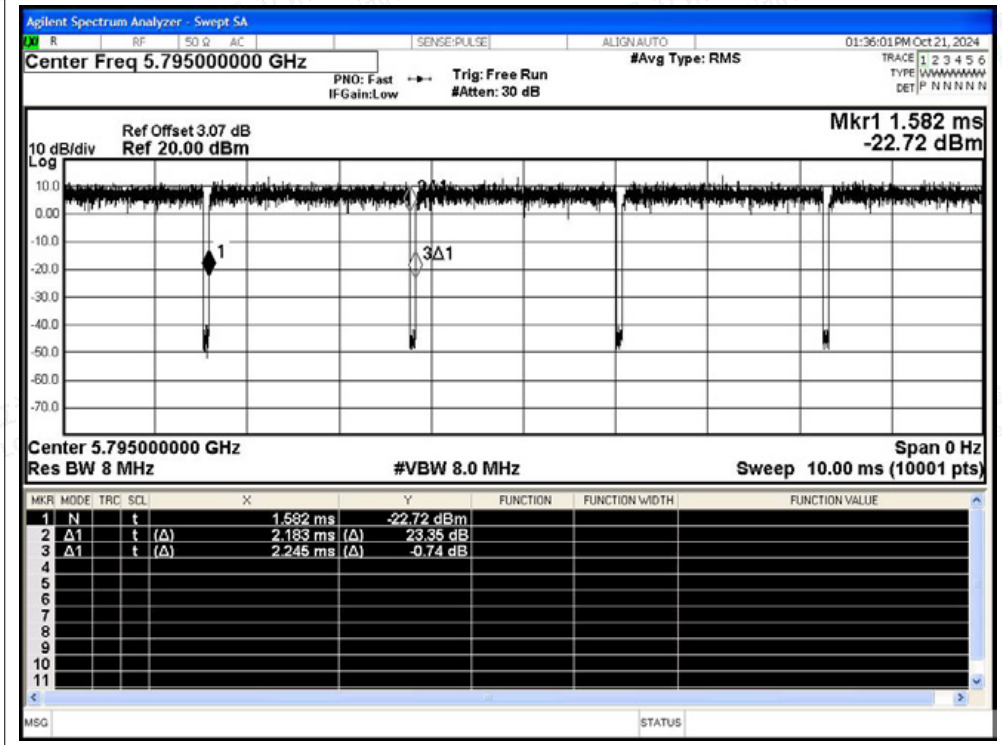 Agilent Spectrum Analyzer - Swept SA
R RF 50 Ω AC SENSE:PULSE ALIGN AUTO 01:36:01 PM Oct 21, 2024
Center Freq 5.795000000 GHz #Avg Type: RMS TRACE 1 2 3 4 5 6
PNO: Fast Trig: Free Run TYPE WWWWWW
IFGain:Low #Atten: 30 dB DET P N N N N N
Mkr1 1.582 ms
Ref Offset 3.07 dB
10 dB/div Ref 20.00 dBm -22.72 dBm
Log
10.0
0.00
-10.0
1
3Δ1
-20.0
-30.0
-40.0
-50.0
-60.0
-70.0
Center 5.795000000 GHz Span 0 Hz
Res BW 8 MHz #VBW 8.0 MHz Sweep 10.00 ms (10001 pts)
MKR MODE TRC SCL X Y FUNCTION FUNCTION WIDTH FUNCTION VALUE
1 N t 1.582 ms -22.72 dBm
2 Δ1 t (Δ) 2.183 ms (Δ) 23.35 dB
3 Δ1 t (Δ) 2.245 ms (Δ) -0.74 dB
4
5
6
7
8
9
10
11
MSG STATUS